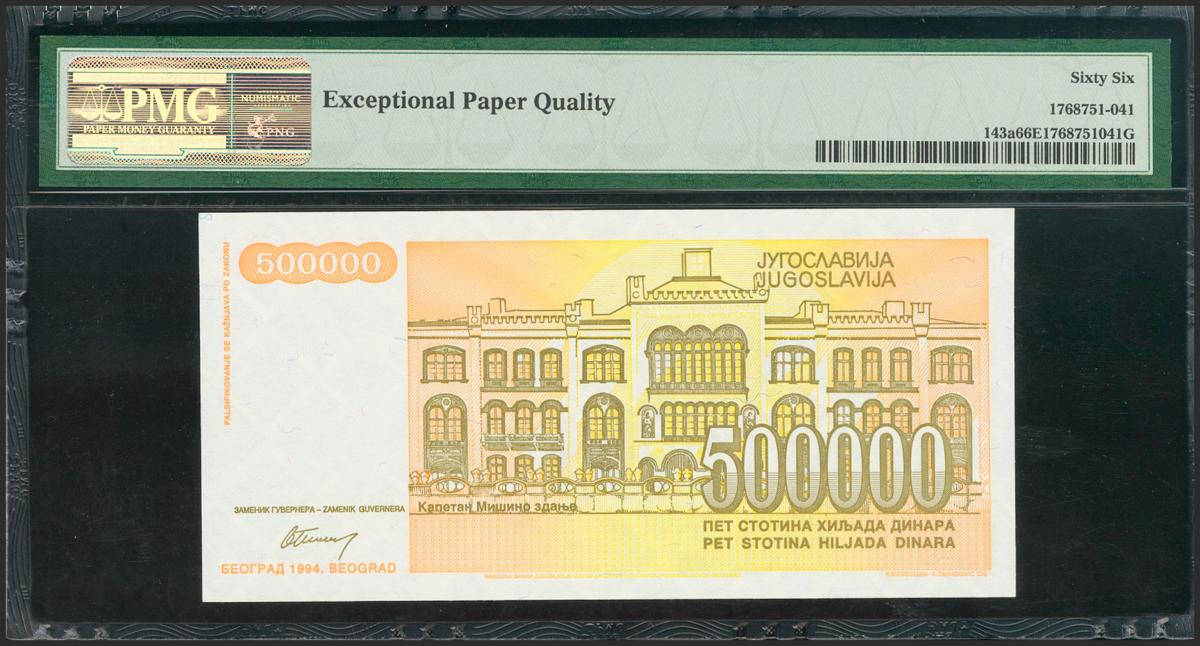 PMG
PAPER MONEY GUARANTY
NUMISMATIC
PNG
Exceptional Paper Quality
Sixty Six
1768751-041
143a66E1768751041G
500000
FALSIFIKOVANJE SE KAŽNJAVA PO ZAKONU
ЈУГОСЛАВИЈА
JUGOSLAVIJA
500000
ЗАМЕНИК ГУВЕРНЕРА – ZAMENIK GUVERNERA
Капетан Мишино здање
ПЕТ СТОТИНА ХИЉАДА ДИНАРА
PET STOTINA HILJADA DINARA
БЕОГРАД 1994. BEOGRAD